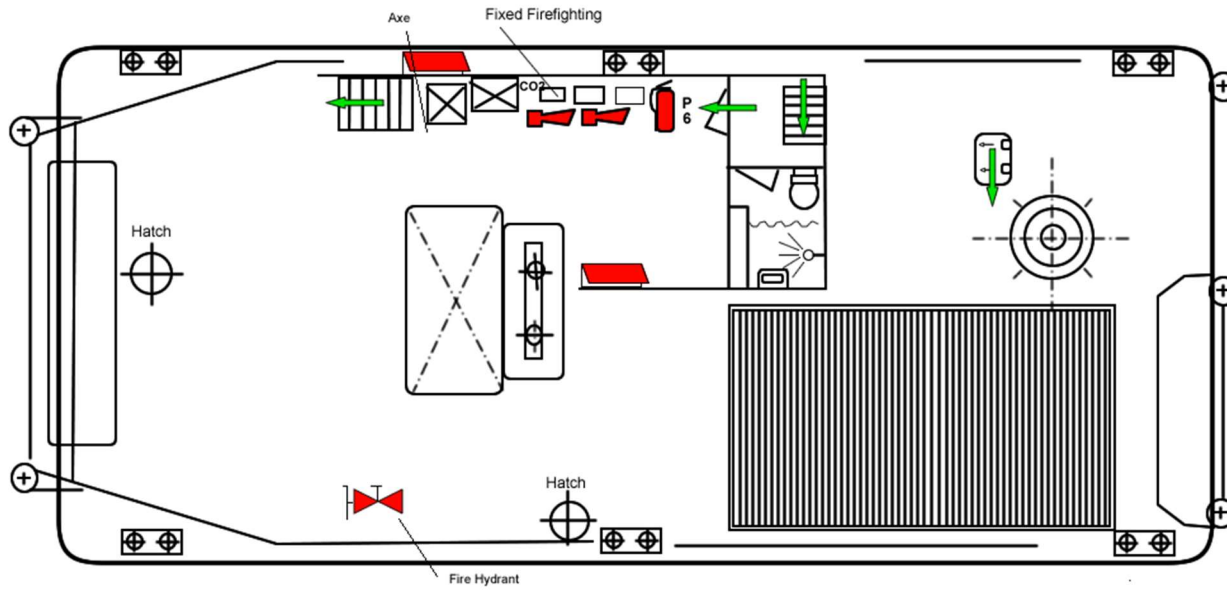 Axe
Fixed Firefighting
CO2
P
6
Hatch
Hatch
Fire Hydrant